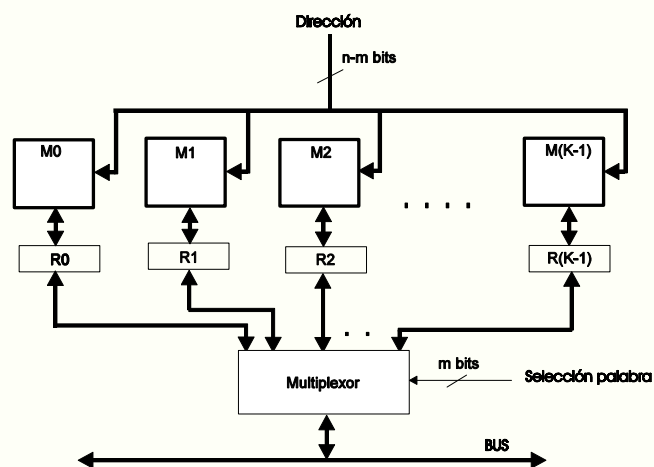 Dirección
n-m bits
M0
M1
M2
M(K-1)
. . . .
R0
R1
R2
R(K-1)
. .
m bits
Multiplexor
Selección palabra
BUS